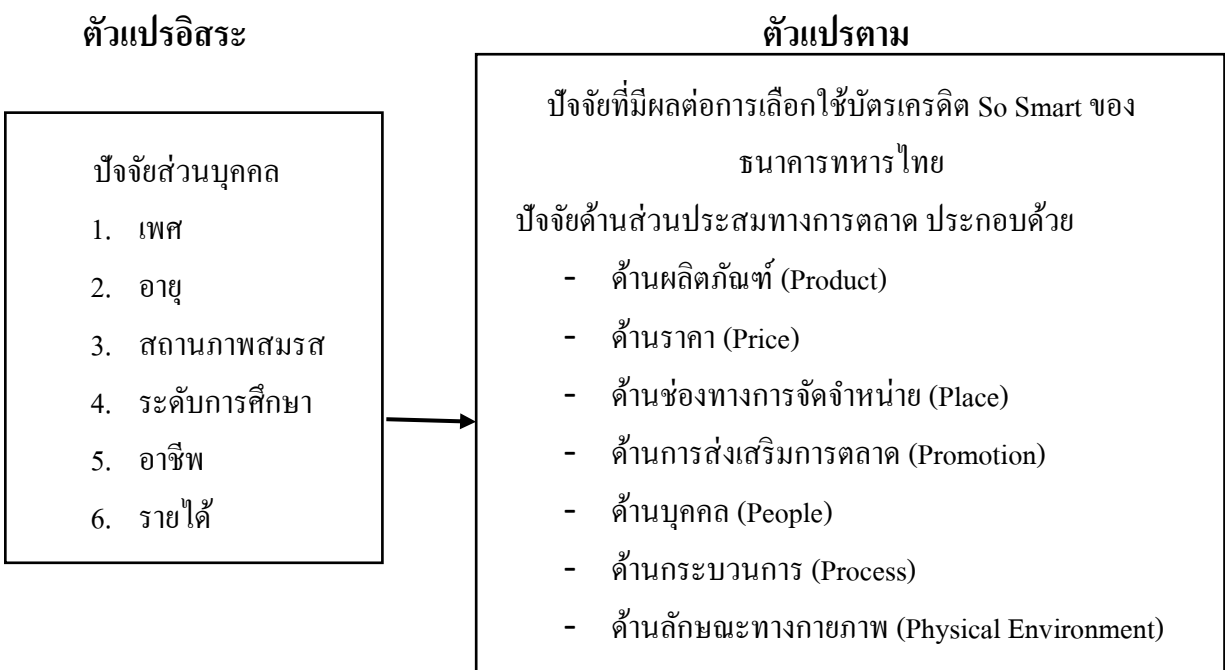 ตัวแปรอิสระ
ปัจจัยส่วนบุคคล
1. เพศ
2. อายุ
3. สถานภาพสมรส
4. ระดับการศึกษา
5. อาชีพ
6. รายได้
ตัวแปรตาม
ปัจจัยที่มีผลต่อการเลือกใช้บัตรเครดิต So Smart ของ
ธนาคารทหารไทย
ปัจจัยด้านส่วนประสมทางการตลาด ประกอบด้วย
- ด้านผลิตภัณฑ์ (Product)
- ด้านราคา (Price)
- ด้านช่องทางการจัดจำหน่าย (Place)
- ด้านการส่งเสริมการตลาด (Promotion)
- ด้านบุคคล (People)
- ด้านกระบวนการ (Process)
- ด้านลักษณะทางกายภาพ (Physical Environment)